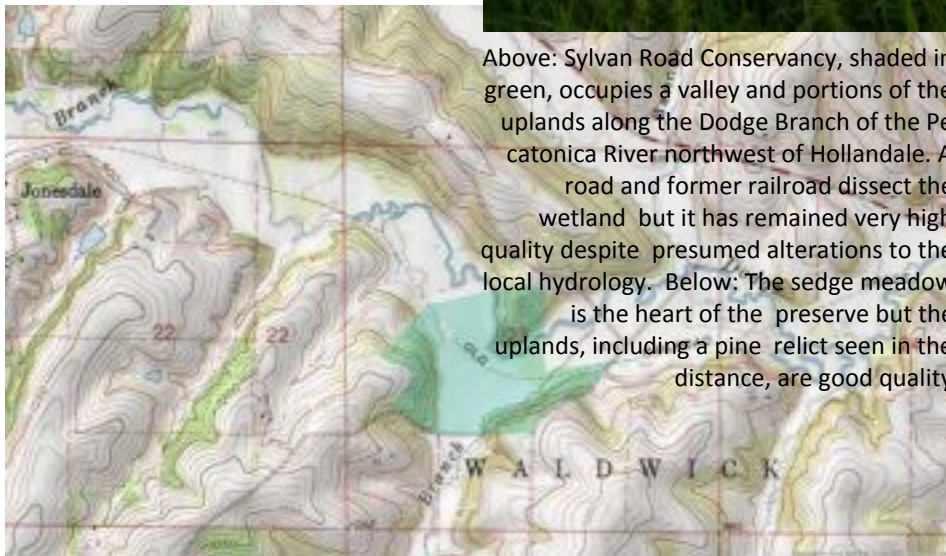 Above: Sylvan Road Conservancy, shaded in
green, occupies a valley and portions of the
uplands along the Dodge Branch of the Pe
catonica River northwest of Hollandale. A
road and former railroad dissect the
wetland but it has remained very high
quality despite presumed alterations to the
local hydrology. Below: The sedge meadow
is the heart of the preserve but the
uplands, including a pine relict seen in the
distance, are good quality
Branch
Jonesdale
22
22
OLD
Branch
WALDWICK